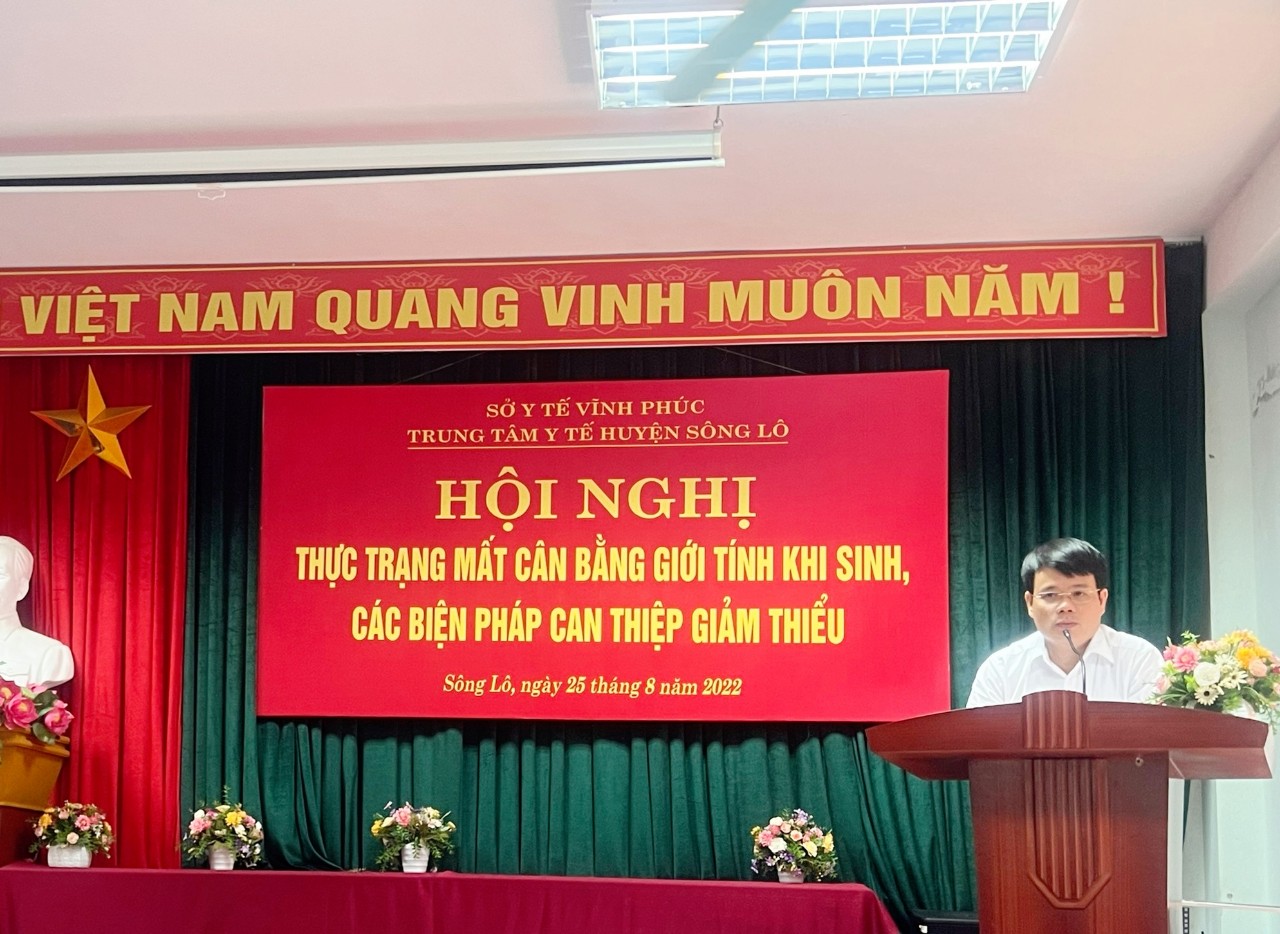 VIỆT NAM QUANG VINH MUÔN NĂM !
SỞ Y TẾ VĨNH PHÚC
TRUNG TÂM Y TẾ HUYỆN SÔNG LÔ
HỘI NGHỊ
THỰC TRẠNG MẤT CÂN BẰNG GIỚI TÍNH KHI SINH,
CÁC BIỆN PHÁP CAN THIỆP GIẢM THIỂU
Sông Lô, ngày 25 tháng 8 năm 2022